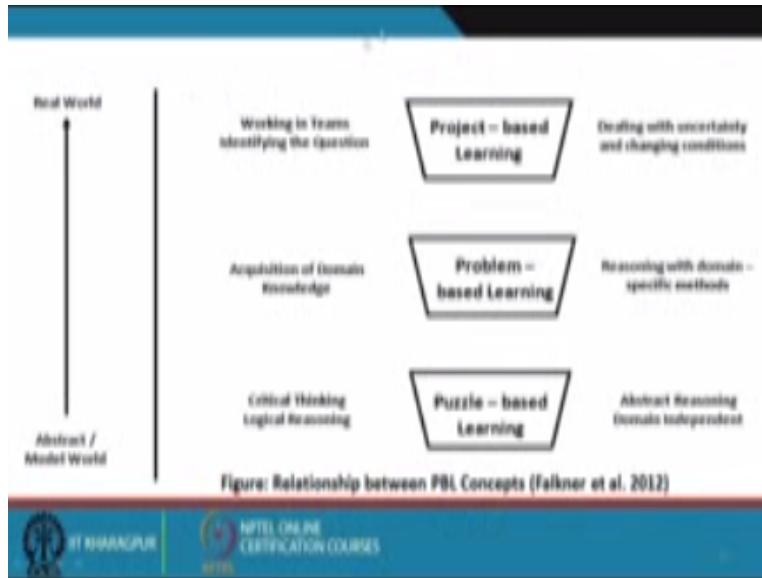 Real World
Working in Teams
Identifying the Question
Project – based
Learning
Dealing with uncertainty
and changing conditions
Acquisition of Domain
Knowledge
Problem –
based Learning
Reasoning with domain –
specific methods
Critical Thinking
Logical Reasoning
Puzzle – based
Learning
Abstract Reasoning
Domain Independent
Abstract /
Model World
Figure: Relationship between PBL Concepts (Falkner et al. 2012)
IIT KHARAGPUR
NPTEL ONLINE
CERTIFICATION COURSES
NPTEL